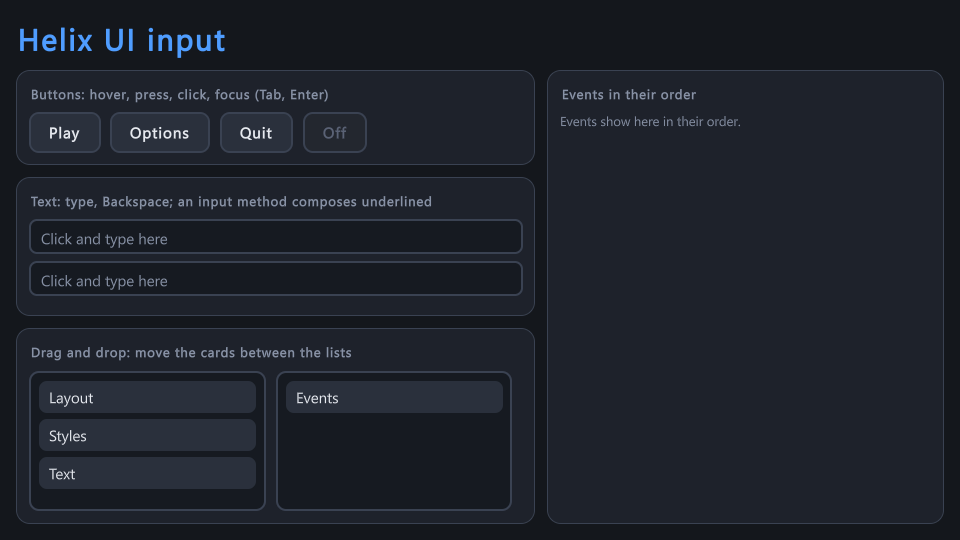 Helix UI input
Buttons: hover, press, click, focus (Tab, Enter)
Play
Options
Quit
Off
Text: type, Backspace; an input method composes underlined
Click and type here
Click and type here
Drag and drop: move the cards between the lists
Layout
Styles
Text
Events
Events in their order
Events show here in their order.